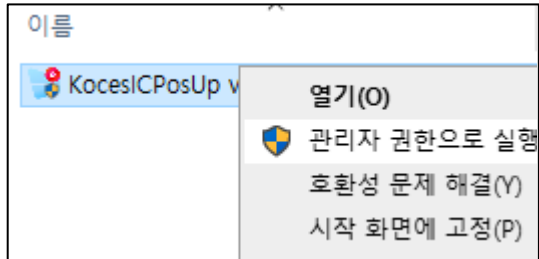 이름
KocesICPosUp v
열기(O)
관리자 권한으로 실행
호환성 문제 해결(Y)
시작 화면에 고정(P)